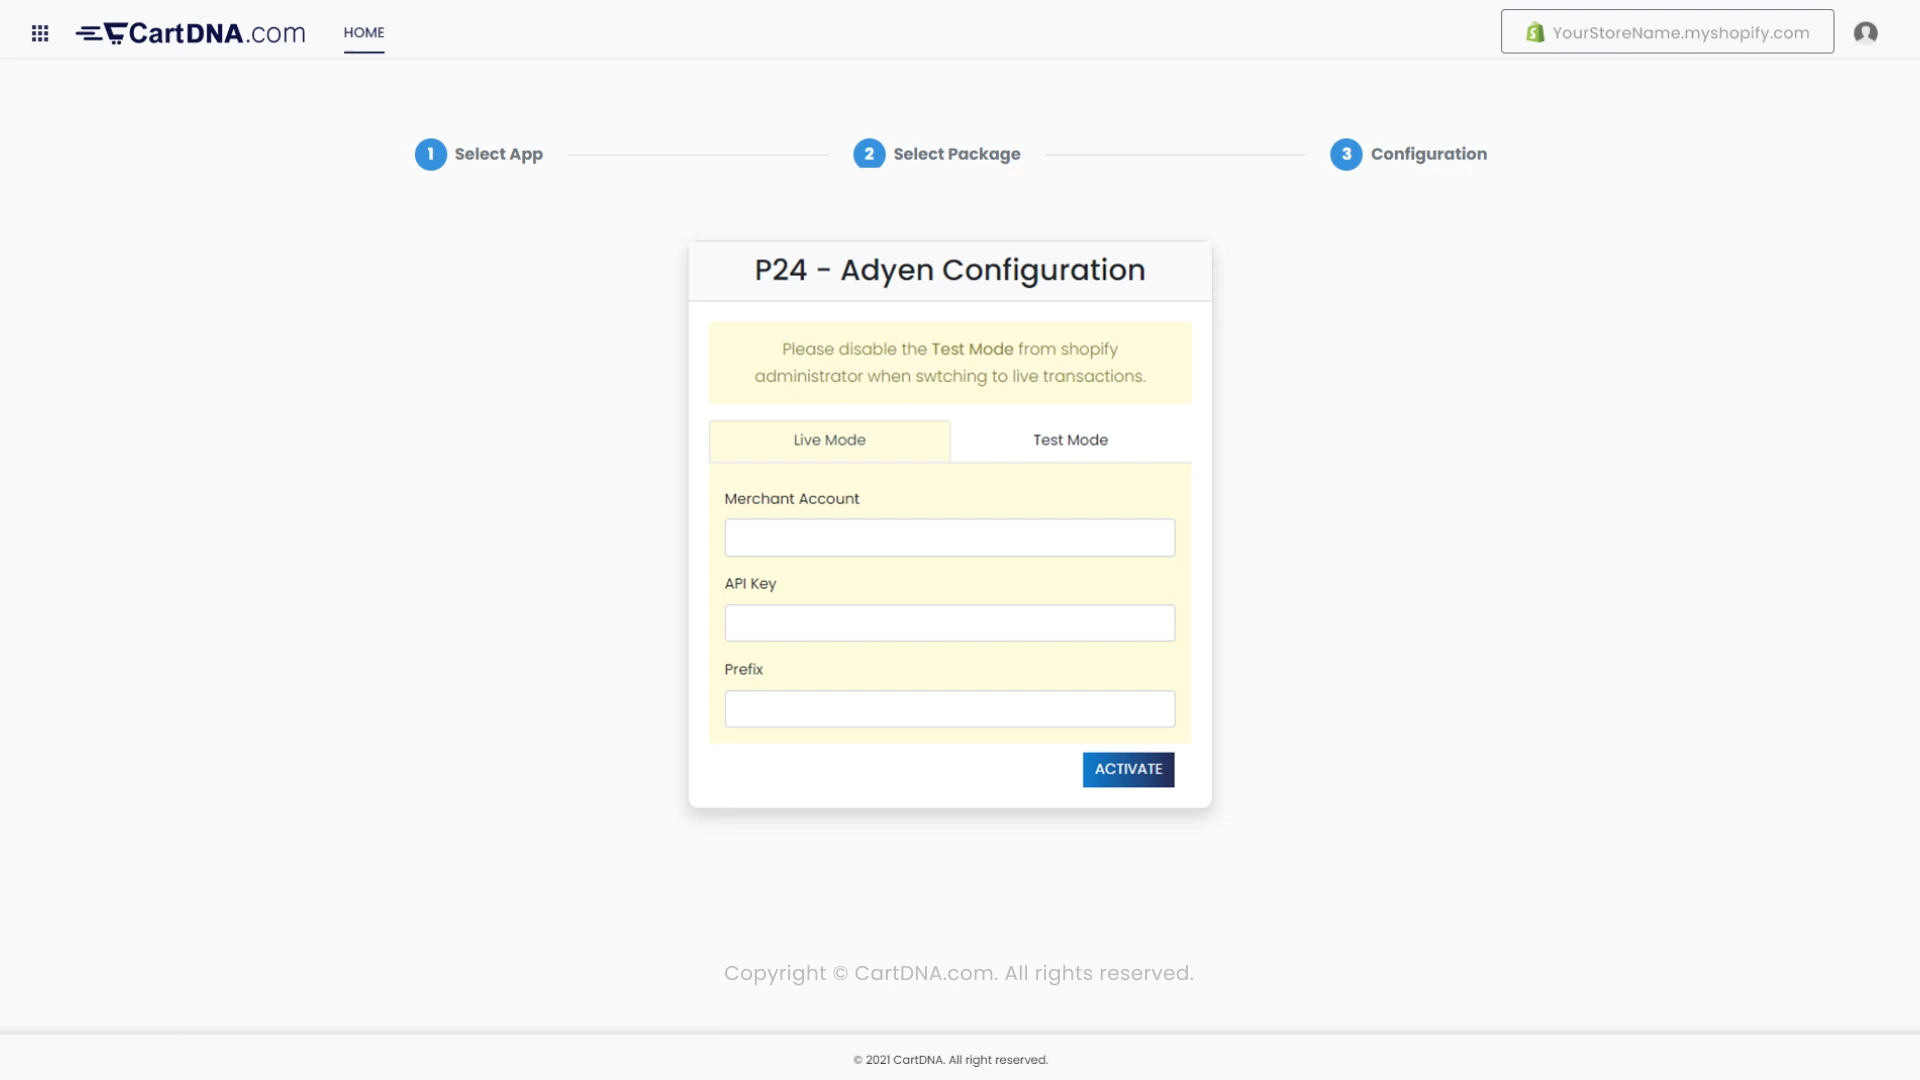 CartDNA.com
HOME
YourStoreName.myshopify.com
1 Select App
2 Select Package
3 Configuration
P24 - Adyen Configuration
Please disable the Test Mode from shopify
administrator when swtching to live transactions.
Live Mode
Test Mode
Merchant Account
API Key
Prefix
ACTIVATE
Copyright © CartDNA.com. All rights reserved.
© 2021 CartDNA. All right reserved.